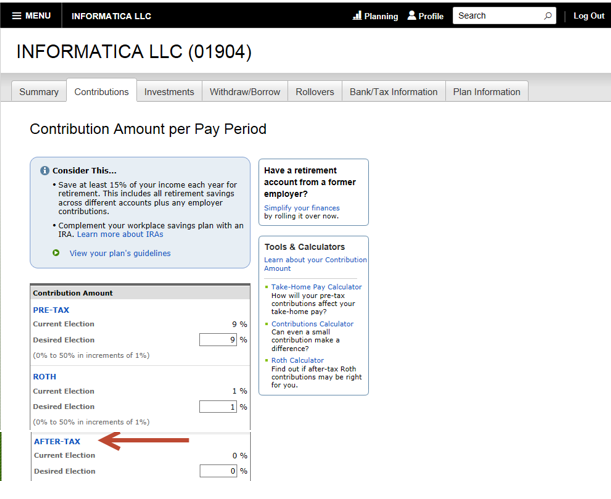 MENU INFORMATICA LLC Planning Profile Search Log Out
INFORMATICA LLC (01904)
Summary Contributions Investments Withdraw/Borrow Rollovers Bank/Tax Information Plan Information
Contribution Amount per Pay Period
Consider This...
• Save at least 15% of your income each year for
retirement. This includes all retirement savings
across different accounts plus any employer
contributions.
• Complement your workplace savings plan with an
IRA. Learn more about IRAs
View your plan's guidelines
Have a retirement
account from a former
employer?
Simplify your finances
by rolling it over now.
Tools & Calculators
Learn about your Contribution
Amount
• Take-Home Pay Calculator
How will your pre-tax
contributions affect your
take-home pay?
• Contributions Calculator
Can even a small
contribution make a
difference?
• Roth Calculator
Find out if after-tax Roth
contributions may be right
for you.
Contribution Amount
PRE-TAX
Current Election 9 %
Desired Election 9 %
(0% to 50% in increments of 1%)
ROTH
Current Election 1 %
Desired Election 1 %
(0% to 50% in increments of 1%)
AFTER-TAX
Current Election 0 %
Desired Election 0 %